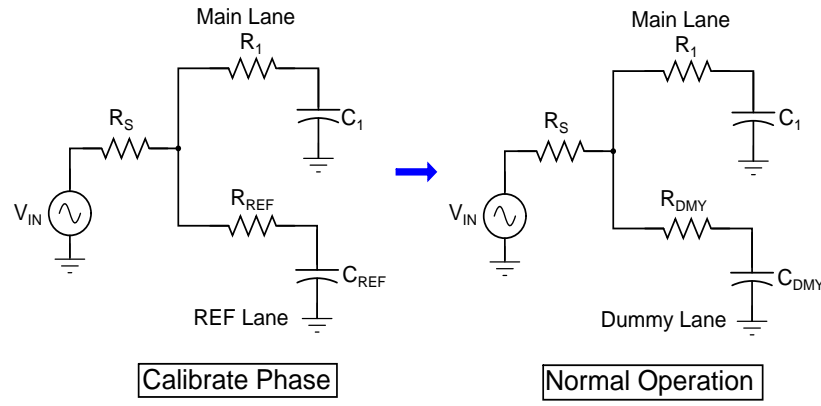 Main Lane
R1
RS
C1
VIN
RREF
CREF
REF Lane
Calibrate Phase
Main Lane
R1
RS
C1
VIN
RDMY
CDMY
Dummy Lane
Normal Operation